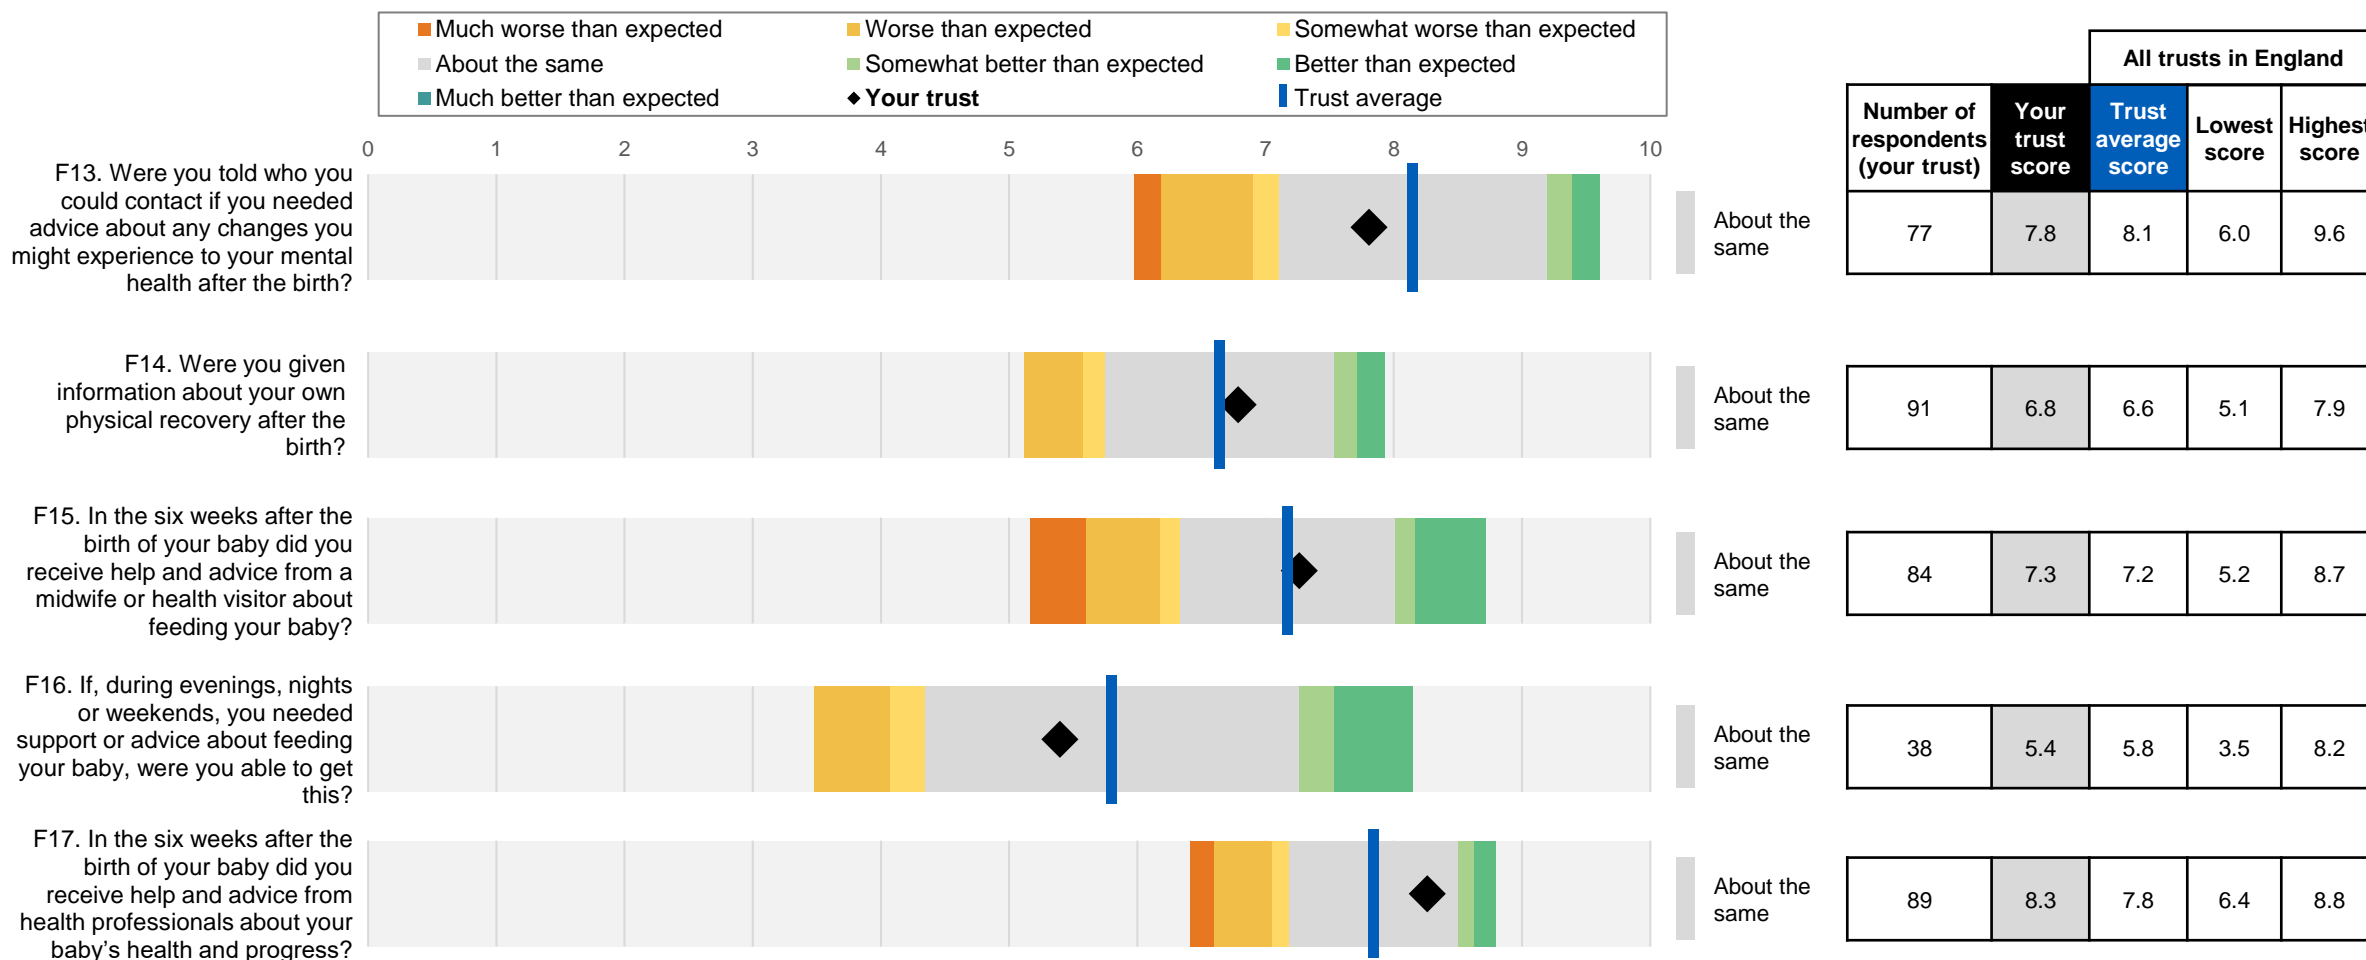 Much worse than expected
Worse than expected
Somewhat worse than expected
About the same
Somewhat better than expected
Better than expected
Much better than expected
Your trust
Trust average
All trusts in England
Number of
respondents
(your trust)
Your
trust
score
Trust
average
score
Lowest
score
Highest
score
0 1 2 3 4 5 6 7 8 9 10
F13. Were you told who you
could contact if you needed
advice about any changes you
might experience to your mental
health after the birth?
About the
same
77 7.8 8.1 6.0 9.6
F14. Were you given
information about your own
physical recovery after the
birth?
About the
same
91 6.8 6.6 5.1 7.9
F15. In the six weeks after the
birth of your baby did you
receive help and advice from a
midwife or health visitor about
feeding your baby?
About the
same
84 7.3 7.2 5.2 8.7
F16. If, during evenings, nights
or weekends, you needed
support or advice about feeding
your baby, were you able to get
this?
About the
same
38 5.4 5.8 3.5 8.2
F17. In the six weeks after the
birth of your baby did you
receive help and advice from
health professionals about your
baby’s health and progress?
About the
same
89 8.3 7.8 6.4 8.8